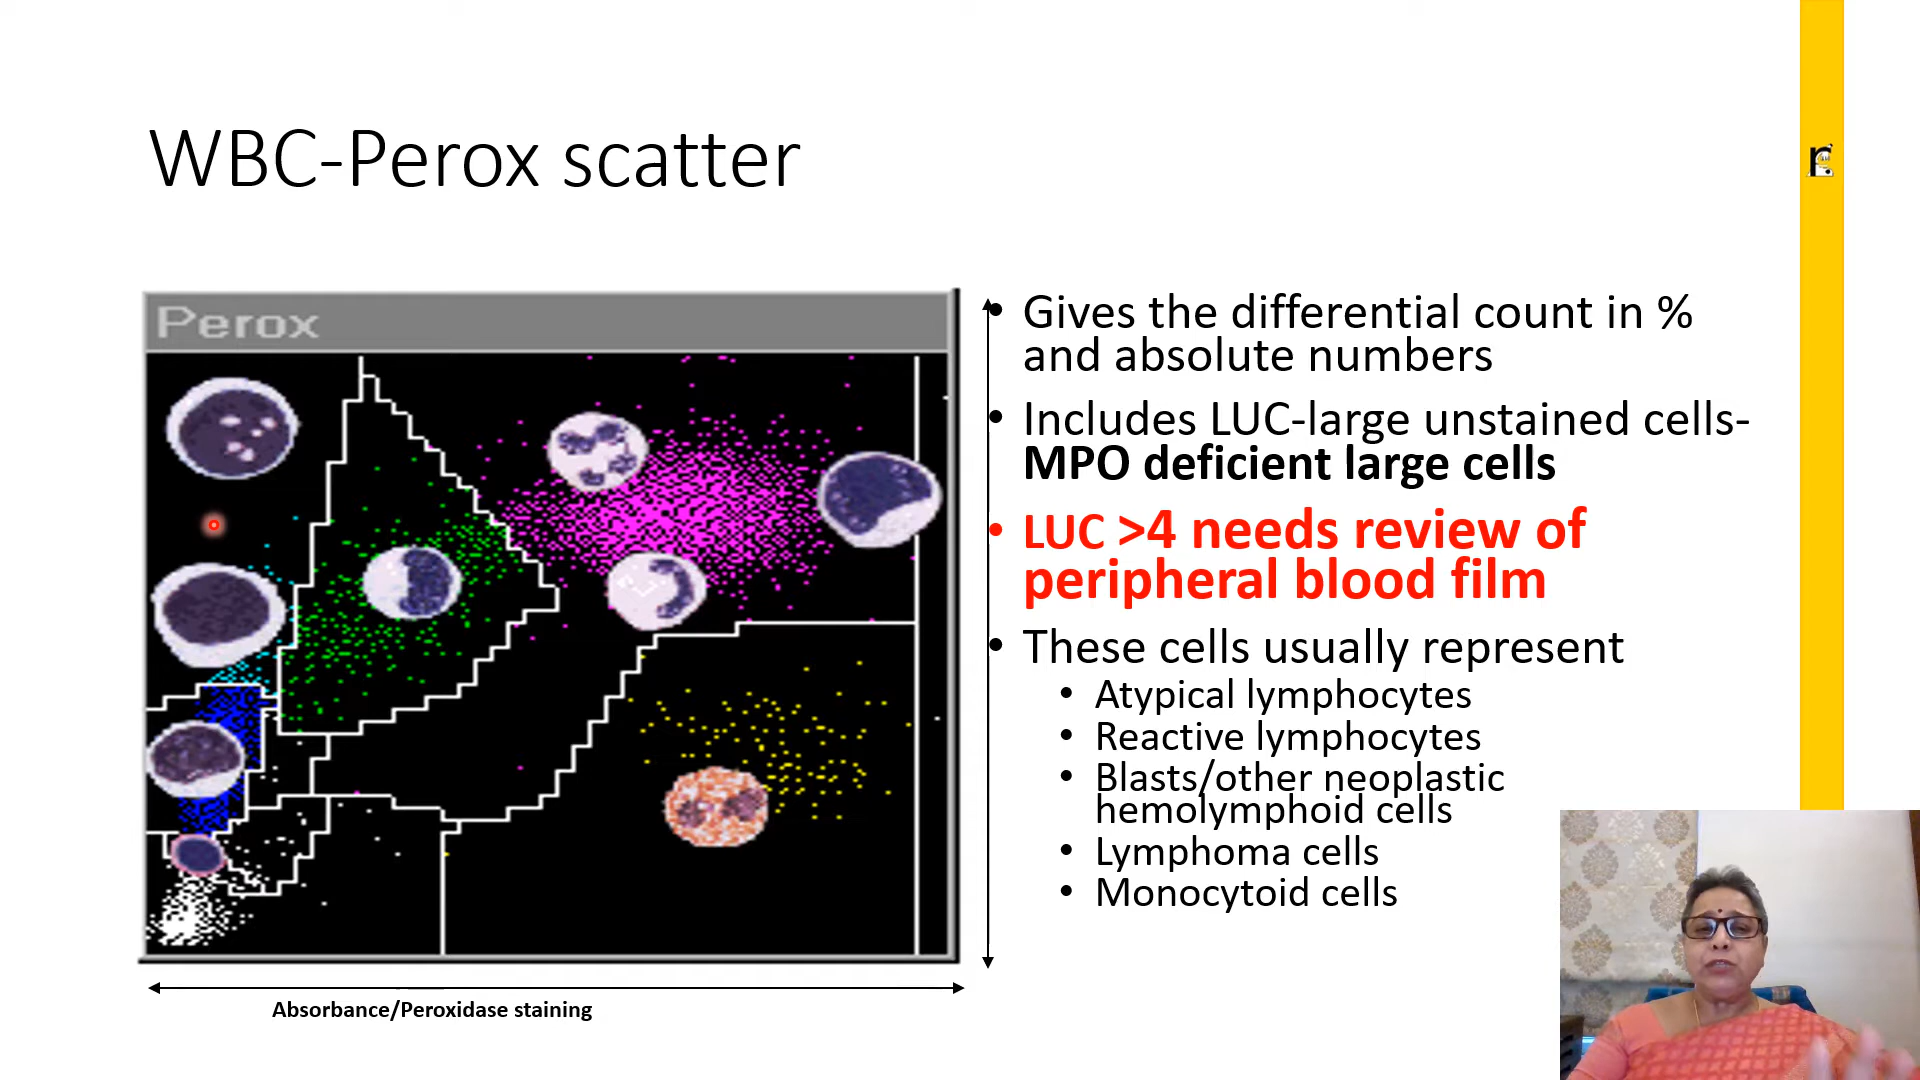 WBC-Perox scatter
Perox
• Gives the differential count in %
and absolute numbers
• Includes LUC-large unstained cells-
MPO deficient large cells
• LUC >4 needs review of
peripheral blood film
• These cells usually represent
• Atypical lymphocytes
• Reactive lymphocytes
• Blasts/other neoplastic
hemolymphoid cells
• Lymphoma cells
• Monocytoid cells
Absorbance/Peroxidase staining